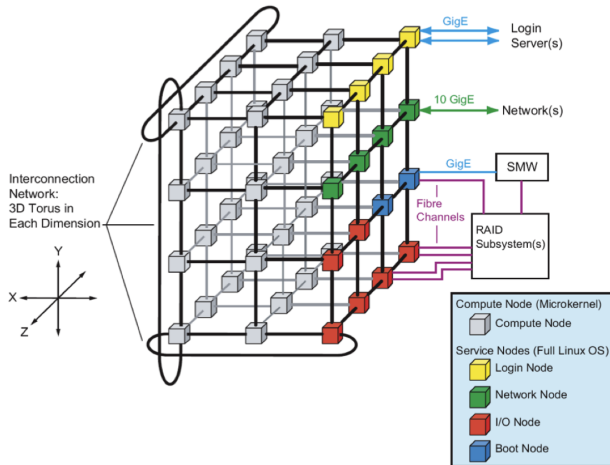 GigE
Login
Server(s)
10 GigE
Network(s)
GigE
SMW
Fibre
Channels
RAID
Subsystem(s)
Interconnection
Network:
3D Torus in
Each Dimension
Y
X
Z
Compute Node (Microkernel)
Compute Node
Service Nodes (Full Linux OS)
Login Node
Network Node
I/O Node
Boot Node